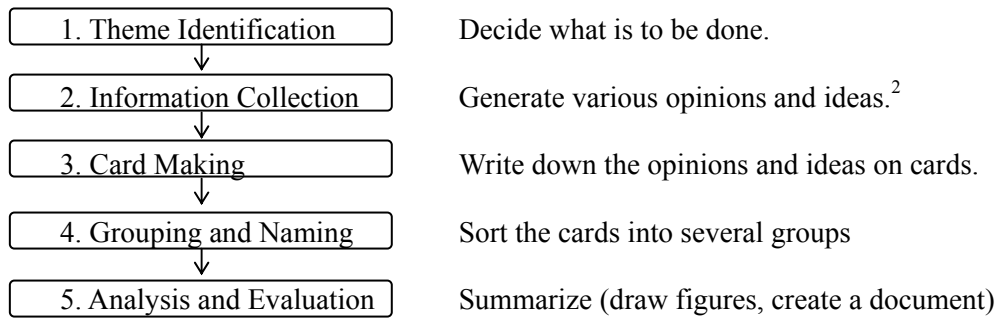 1. Theme Identification Decide what is to be done.
2. Information Collection Generate various opinions and ideas.2
3. Card Making Write down the opinions and ideas on cards.
4. Grouping and Naming Sort the cards into several groups
5. Analysis and Evaluation Summarize (draw figures, create a document)